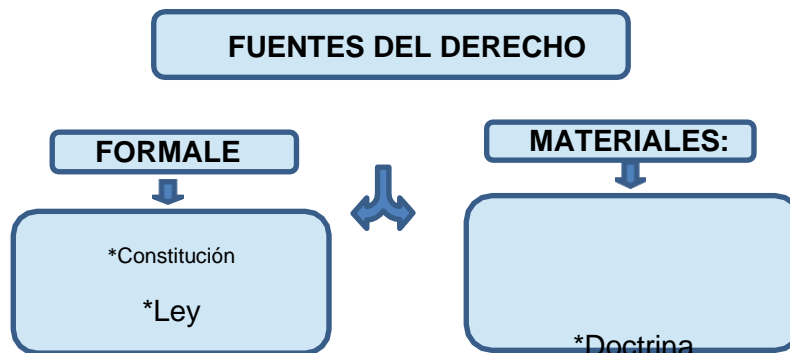 FUENTES DEL DERECHO
FORMALE
MATERIALES:
*Constitución
*Ley
*Doctrina